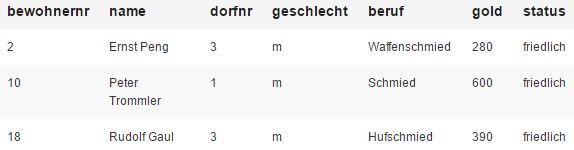 bewohnernr name dorfnr geschlecht beruf gold status
2 Ernst Peng 3 m Waffenschmied 280 friedlich
10 Peter Trommler 1 m Schmied 600 friedlich
18 Rudolf Gaul 3 m Hufschmied 390 friedlich